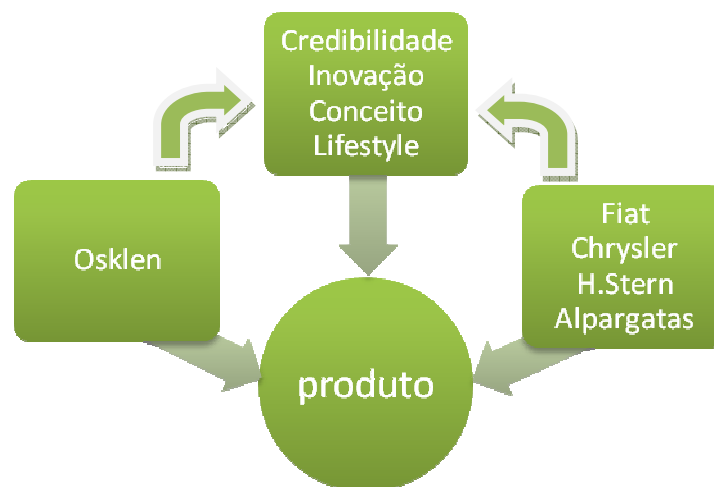 Credibilidade
Inovação
Conceito
Lifestyle
Osklen
Fiat
Chrysler
H.Stern
Alpargatas
produto